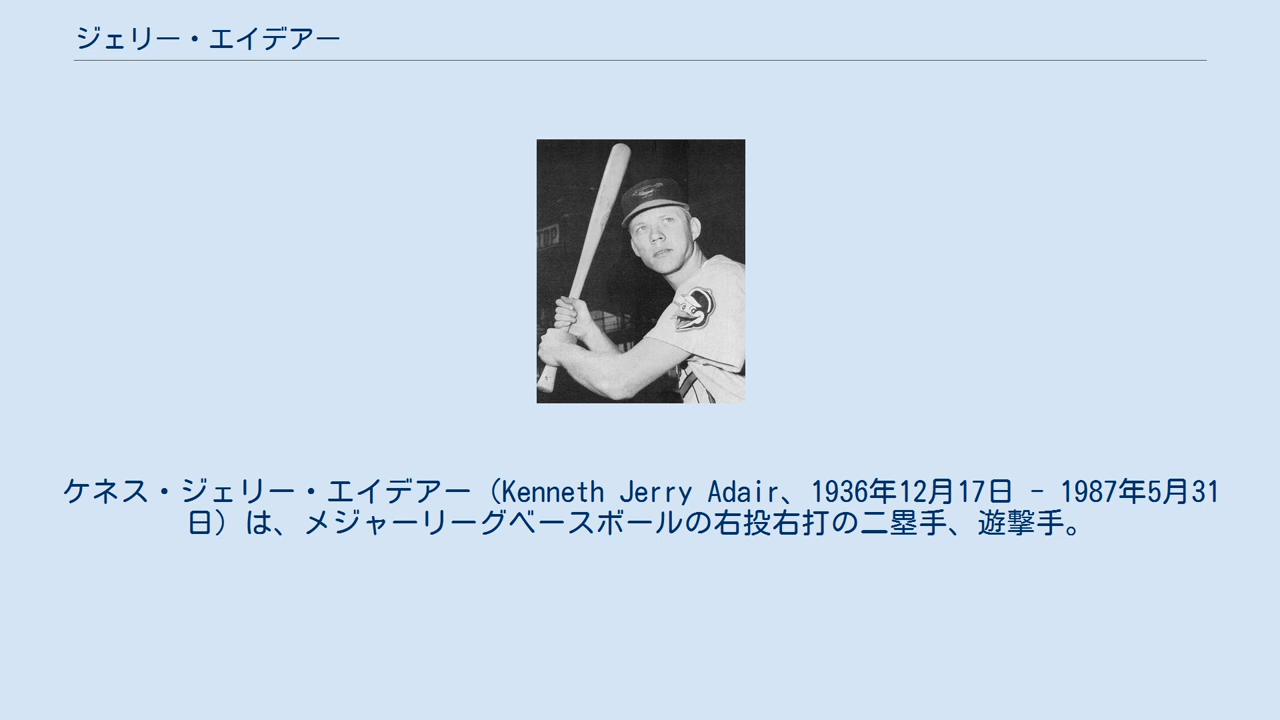 ジェリー・エイデアー
ケネス・ジェリー・エイデアー（Kenneth Jerry Adair、1936年12月17日 - 1987年5月31
日）は、メジャーリーグベースボールの右投右打の二塁手、遊撃手。